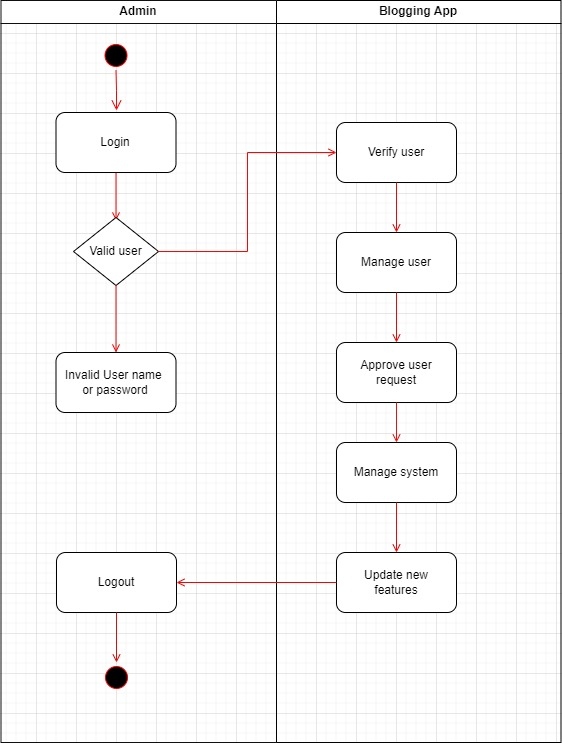 Admin
Blogging App
Login
Verify user
Valid user
Manage user
Invalid User name
or password
Approve user
request
Manage system
Logout
Update new
features